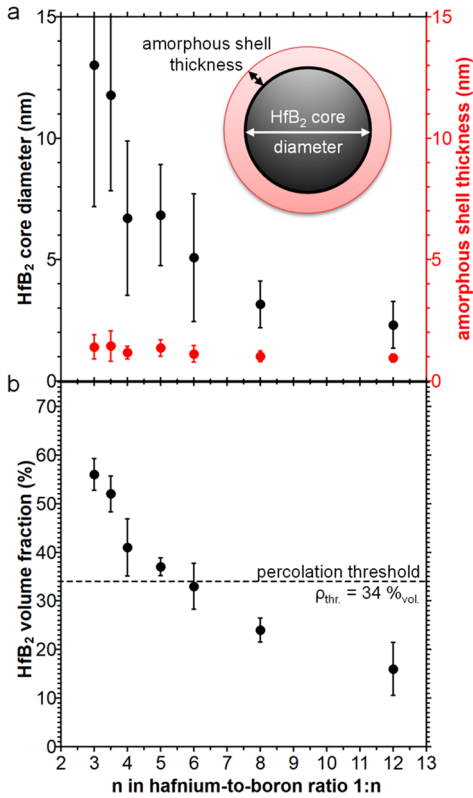 a
15
10
5
0
HfB₂ core diameter (nm)
amorphous shell
thickness
HfB₂ core
diameter
15
10
5
0
amorphous shell thickness (nm)
b
70
60
50
40
30
20
10
0
HfB₂ volume fraction (%)
percolation threshold
ρthr. = 34 %vol.
2 3 4 5 6 7 8 9 10 11 12 13
n in hafnium-to-boron ratio 1:n